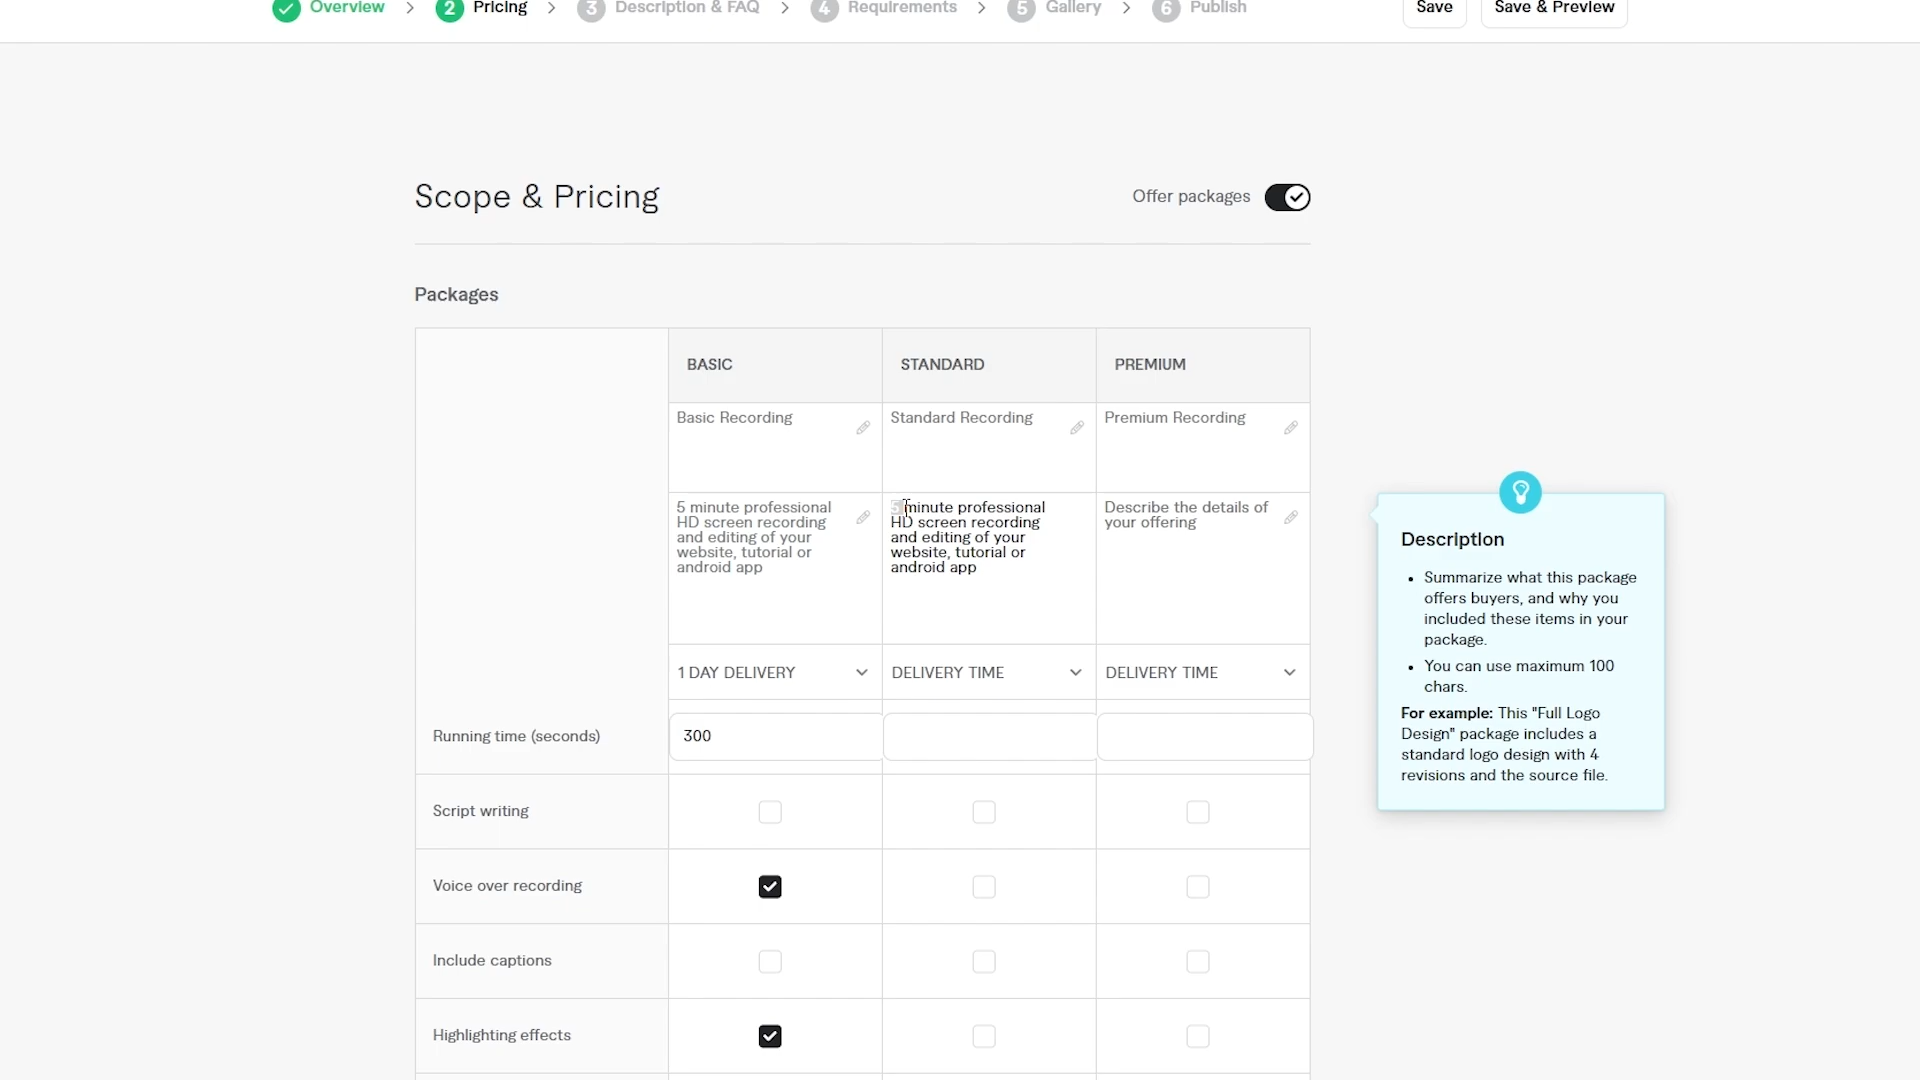 Overview > 2 Pricing > 3 Description & FAQ > 4 Requirements > 5 Gallery > 6 Publish Save Save & Preview
Scope & Pricing Offer packages
Packages
BASIC STANDARD PREMIUM
Basic Recording Standard Recording Premium Recording
5 minute professional
HD screen recording
and editing of your
website, tutorial or
android app
minute professional
HD screen recording
and editing of your
website, tutorial or
android app
Describe the details of
your offering
1 DAY DELIVERY DELIVERY TIME DELIVERY TIME
Running time (seconds) 300
Script writing
Voice over recording
Include captions
Highlighting effects
Description
• Summarize what this package
offers buyers, and why you
included these items in your
package.
• You can use maximum 100
chars.
For example: This "Full Logo
Design" package includes a
standard logo design with 4
revisions and the source file.